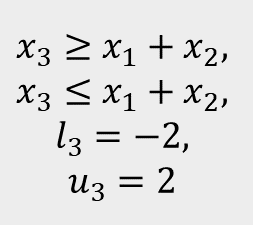 x₃ ≥ x₁ + x₂,
x₃ ≤ x₁ + x₂,
l₃ = −2,
u₃ = 2